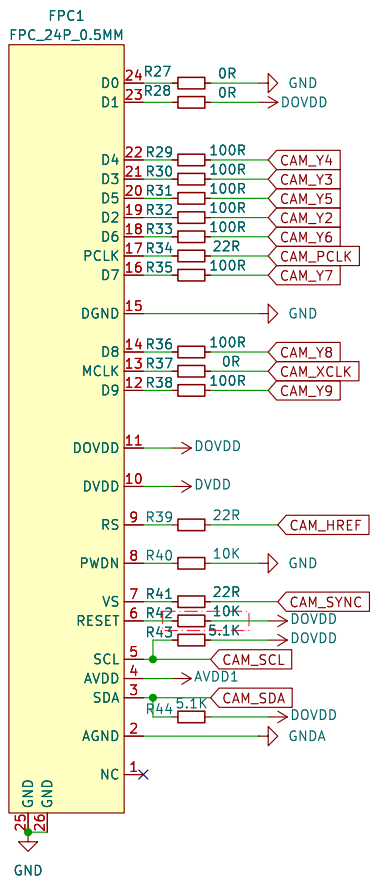 FPC1
FPC_24P_0.5MM
D0 24 R27 0R GND
D1 23 R28 0R DOVDD
D4 22 R29 100R CAM_Y4
D3 21 R30 100R CAM_Y3
D5 20 R31 100R CAM_Y5
D2 19 R32 100R CAM_Y2
D6 18 R33 100R CAM_Y6
PCLK 17 R34 22R CAM_PCLK
D7 16 R35 100R CAM_Y7
DGND 15 GND
D8 14 R36 100R CAM_Y8
MCLK 13 R37 0R CAM_XCLK
D9 12 R38 100R CAM_Y9
DOVDD 11 DOVDD
DVDD 10 DVDD
RS 9 R39 22R CAM_HREF
PWDN 8 R40 10K GND
VS 7 R41 22R CAM_SYNC
RESET 6 R42 10K DOVDD
R43 5.1K DOVDD
SCL 5 CAM_SCL
AVDD 4 AVDD1
SDA 3 CAM_SDA
R44 5.1K DOVDD
AGND 2 GNDA
NC 1
GND GND
25 26
GND